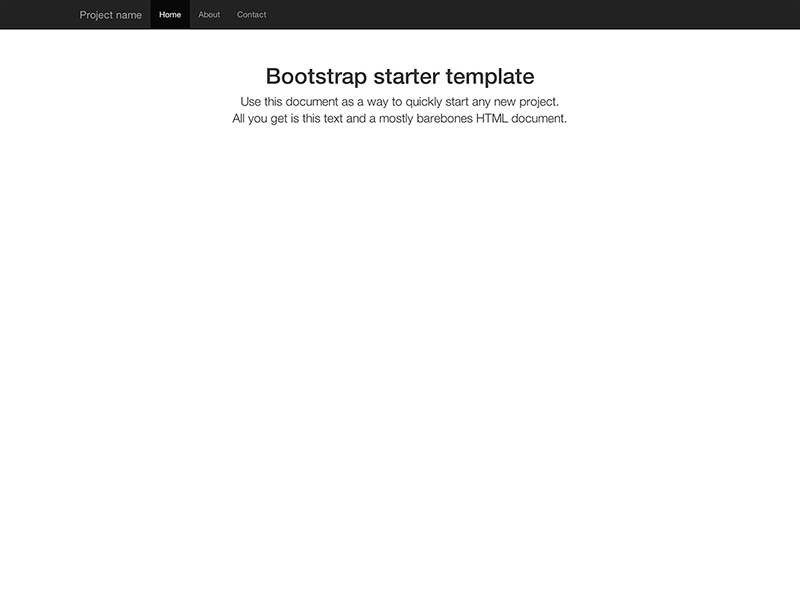 Project name Home About Contact
Bootstrap starter template
Use this document as a way to quickly start any new project.
All you get is this text and a mostly barebones HTML document.